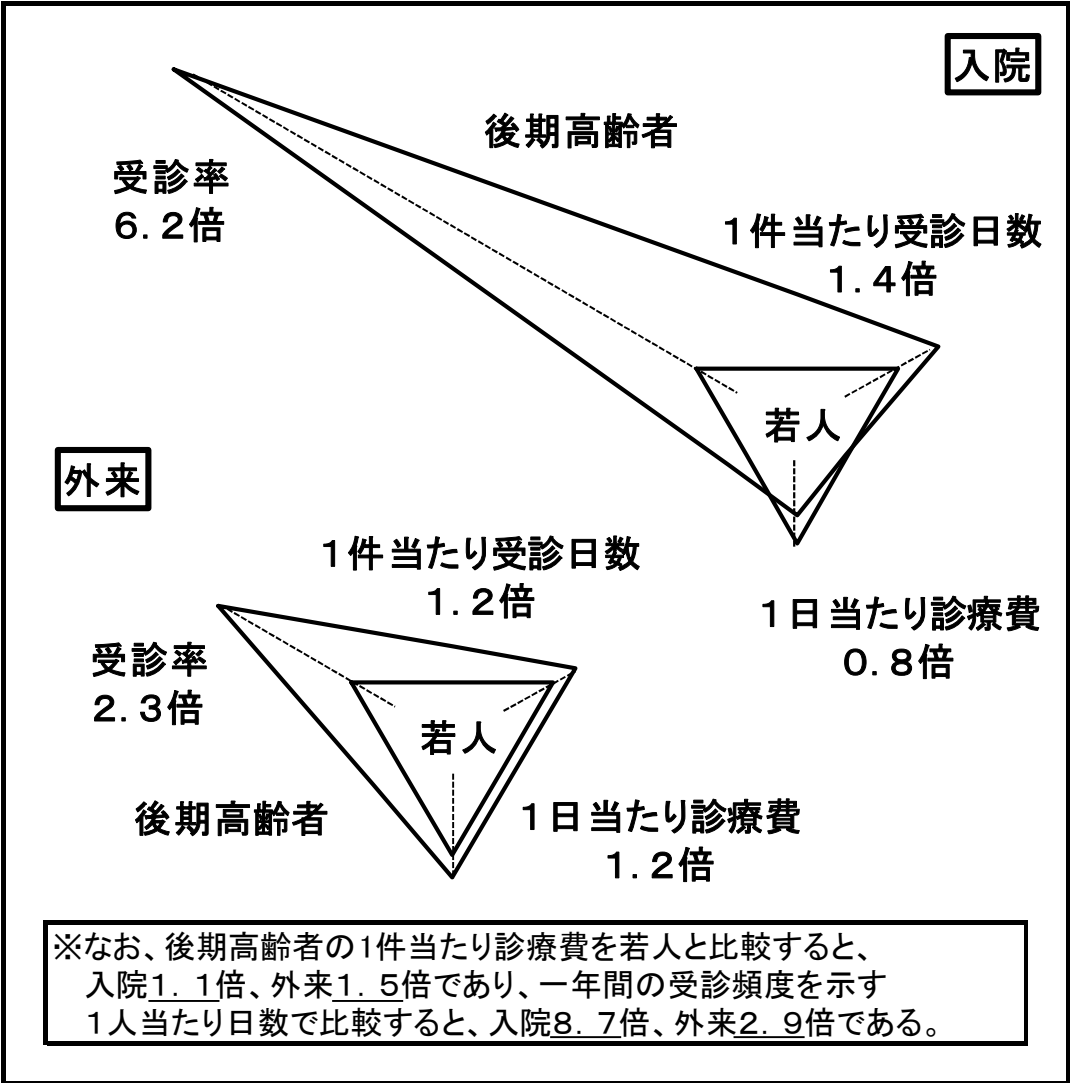 入院
後期高齢者
受診率
6.2倍
1件当たり受診日数
1.4倍
若人
1日当たり診療費
0.8倍
外来
1件当たり受診日数
1.2倍
受診率
2.3倍
若人
後期高齢者
1日当たり診療費
1.2倍
※なお、後期高齢者の1件当たり診療費を若人と比較すると、
入院1.1倍、外来1.5倍であり、一年間の受診頻度を示す
1人当たり日数で比較すると、入院8.7倍、外来2.9倍である。